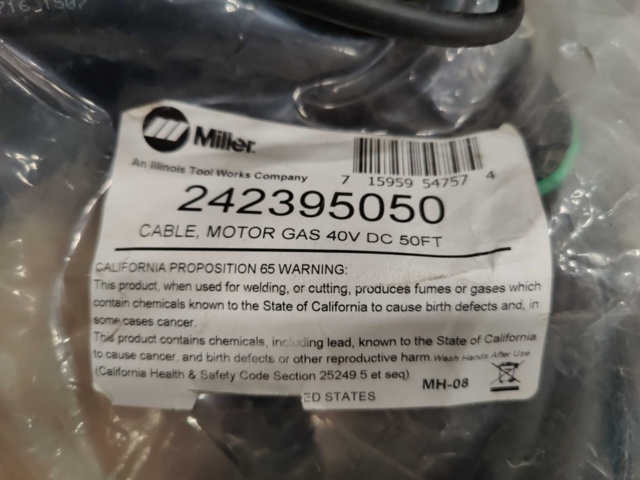 Miller.
An Illinois Tool Works Company
7 15959 54757 4
242395050
CABLE, MOTOR GAS 40V DC 50FT
CALIFORNIA PROPOSITION 65 WARNING:
This product, when used for welding, or cutting, produces fumes or gases which
contain chemicals known to the State of California to cause birth defects and, in
some cases cancer.
This product contains chemicals, including lead, known to the State of California
to cause cancer, and birth defects or other reproductive harm. Wash Hands After Use
(California Health & Safety Code Section 25249.5 et seq)
MH-08
ED STATES